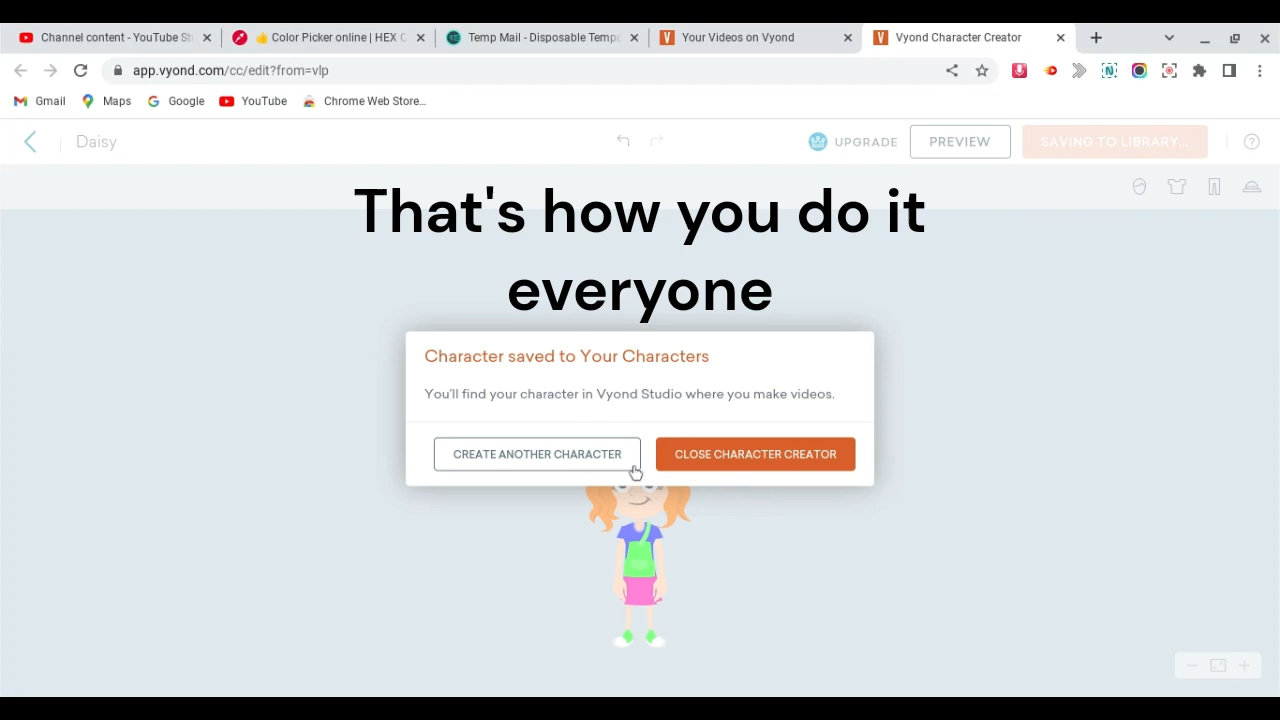 Channel content - YouTube St
👍 Color Picker online | HEX C
Temp Mail - Disposable Tempo
Your Videos on Vyond
Vyond Character Creator
app.vyond.com/cc/edit?from=vlp
Gmail
Maps
Google
YouTube
Chrome Web Store...
Daisy
UPGRADE
PREVIEW
SAVING TO LIBRARY...
That's how you do it
everyone
Character saved to Your Characters
You'll find your character in Vyond Studio where you make videos.
CREATE ANOTHER CHARACTER
CLOSE CHARACTER CREATOR